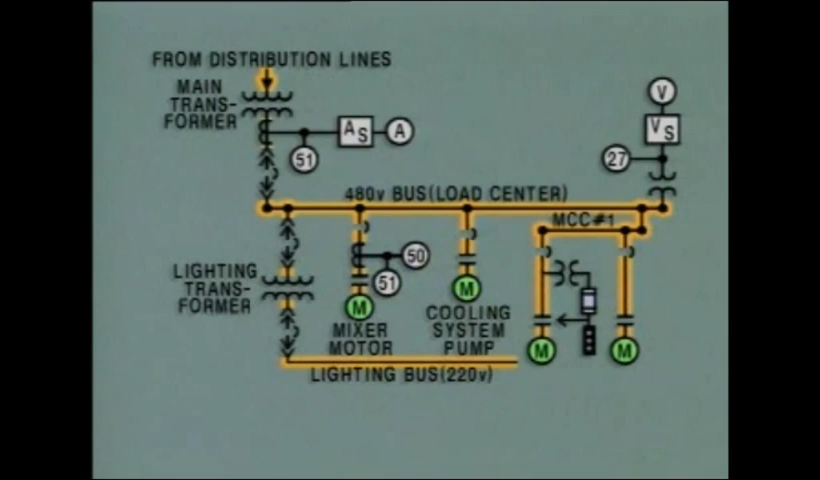 FROM DISTRIBUTION LINES
MAIN
TRANS-
FORMER
AS
A
51
V
VS
27
480v BUS(LOAD CENTER)
MCC#1
LIGHTING
TRANS-
FORMER
50
51
M
MIXER
MOTOR
M
COOLING
SYSTEM
PUMP
M
M
LIGHTING BUS(220v)